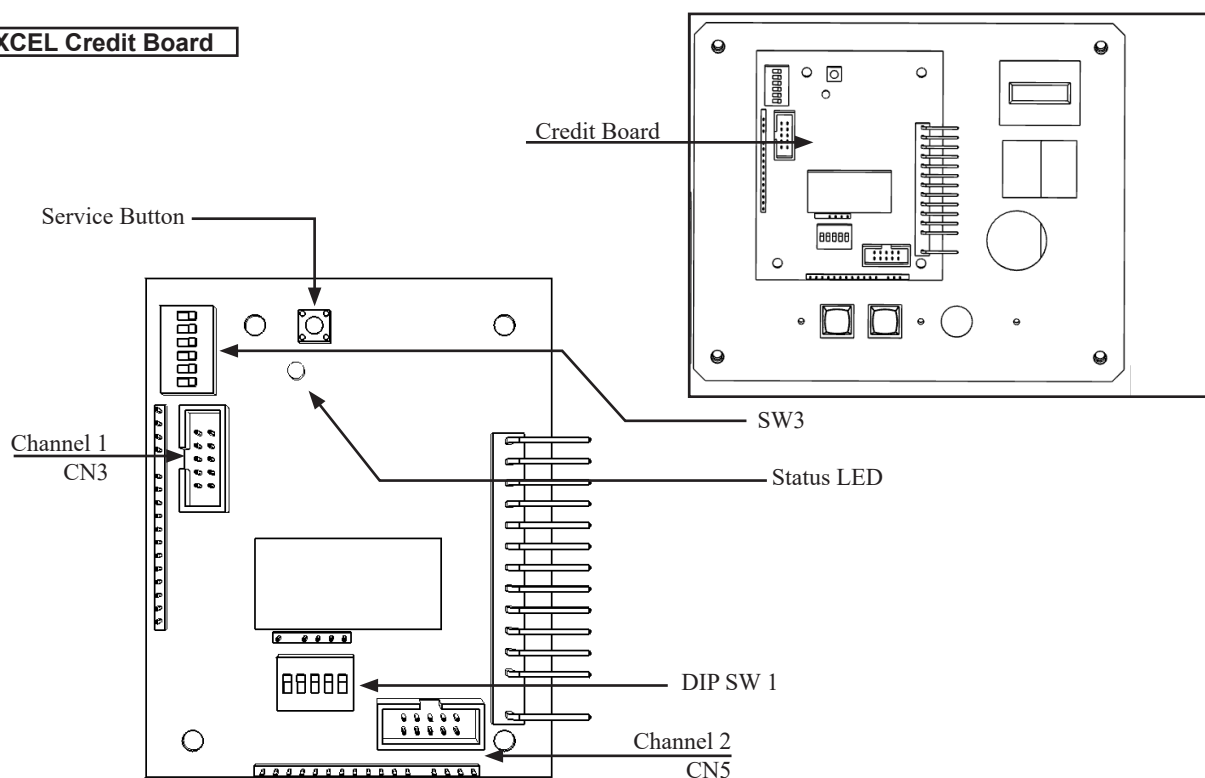 XCEL Credit Board
Credit Board
Service Button
SW3
Channel 1
CN3
Status LED
DIP SW 1
Channel 2
CN5